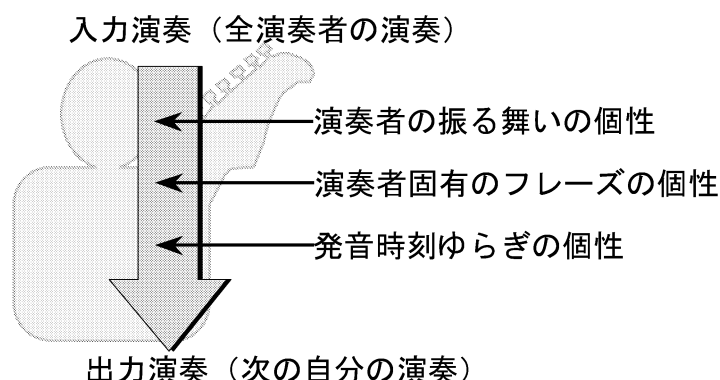 入力演奏（全演奏者の演奏）
演奏者の振る舞いの個性
演奏者固有のフレーズの個性
発音時刻ゆらぎの個性
出力演奏（次の自分の演奏）